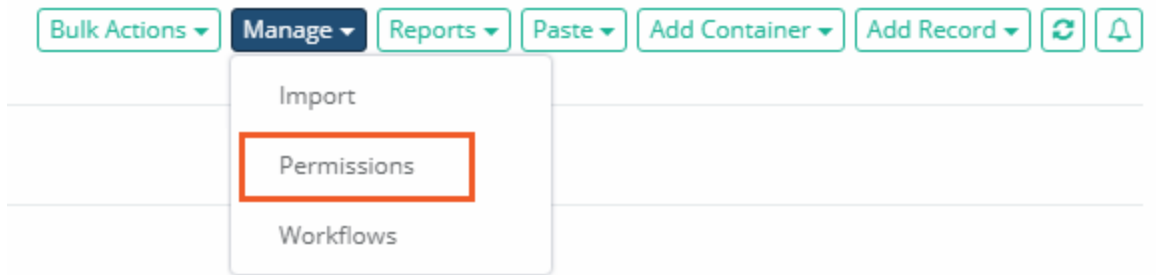 Bulk Actions Manage Reports Paste Add Container Add Record
Import
Permissions
Workflows